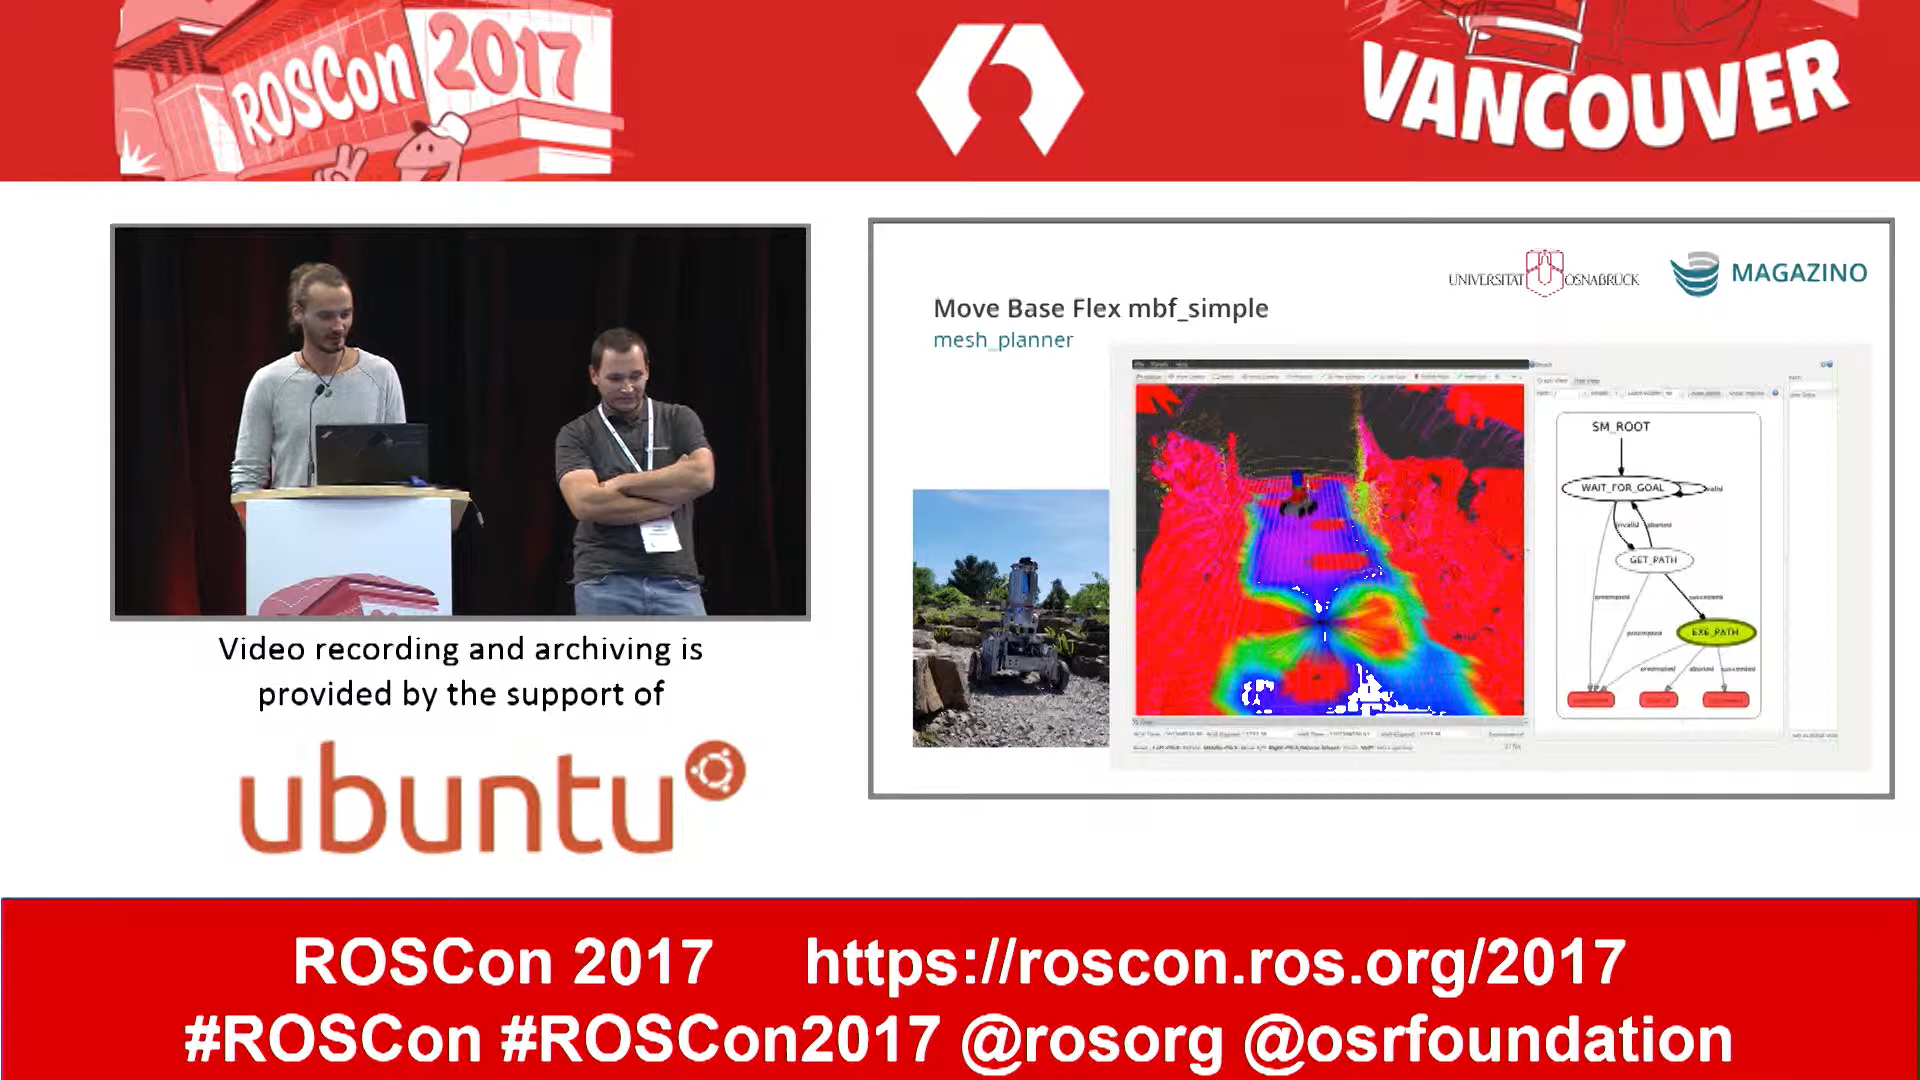 ROSCon 2017
VANCOUVER
UNIVERSITÄT OSNABRÜCK
MAGAZINO
Move Base Flex mbf_simple
mesh_planner
SM_ROOT
WAIT_FOR_GOAL
GET_PATH
EXE_PATH
Video recording and archiving is
provided by the support of
ubuntu
ROSCon 2017 https://roscon.ros.org/2017
#ROSCon #ROSCon2017 @rosorg @osrfoundation